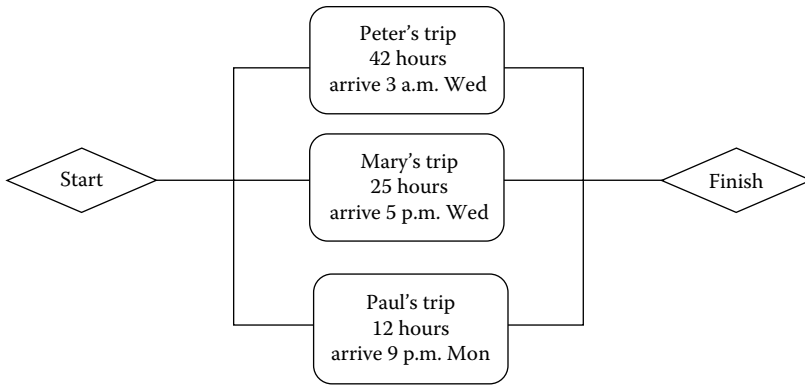 Start
Peter's trip
42 hours
arrive 3 a.m. Wed
Mary's trip
25 hours
arrive 5 p.m. Wed
Paul's trip
12 hours
arrive 9 p.m. Mon
Finish